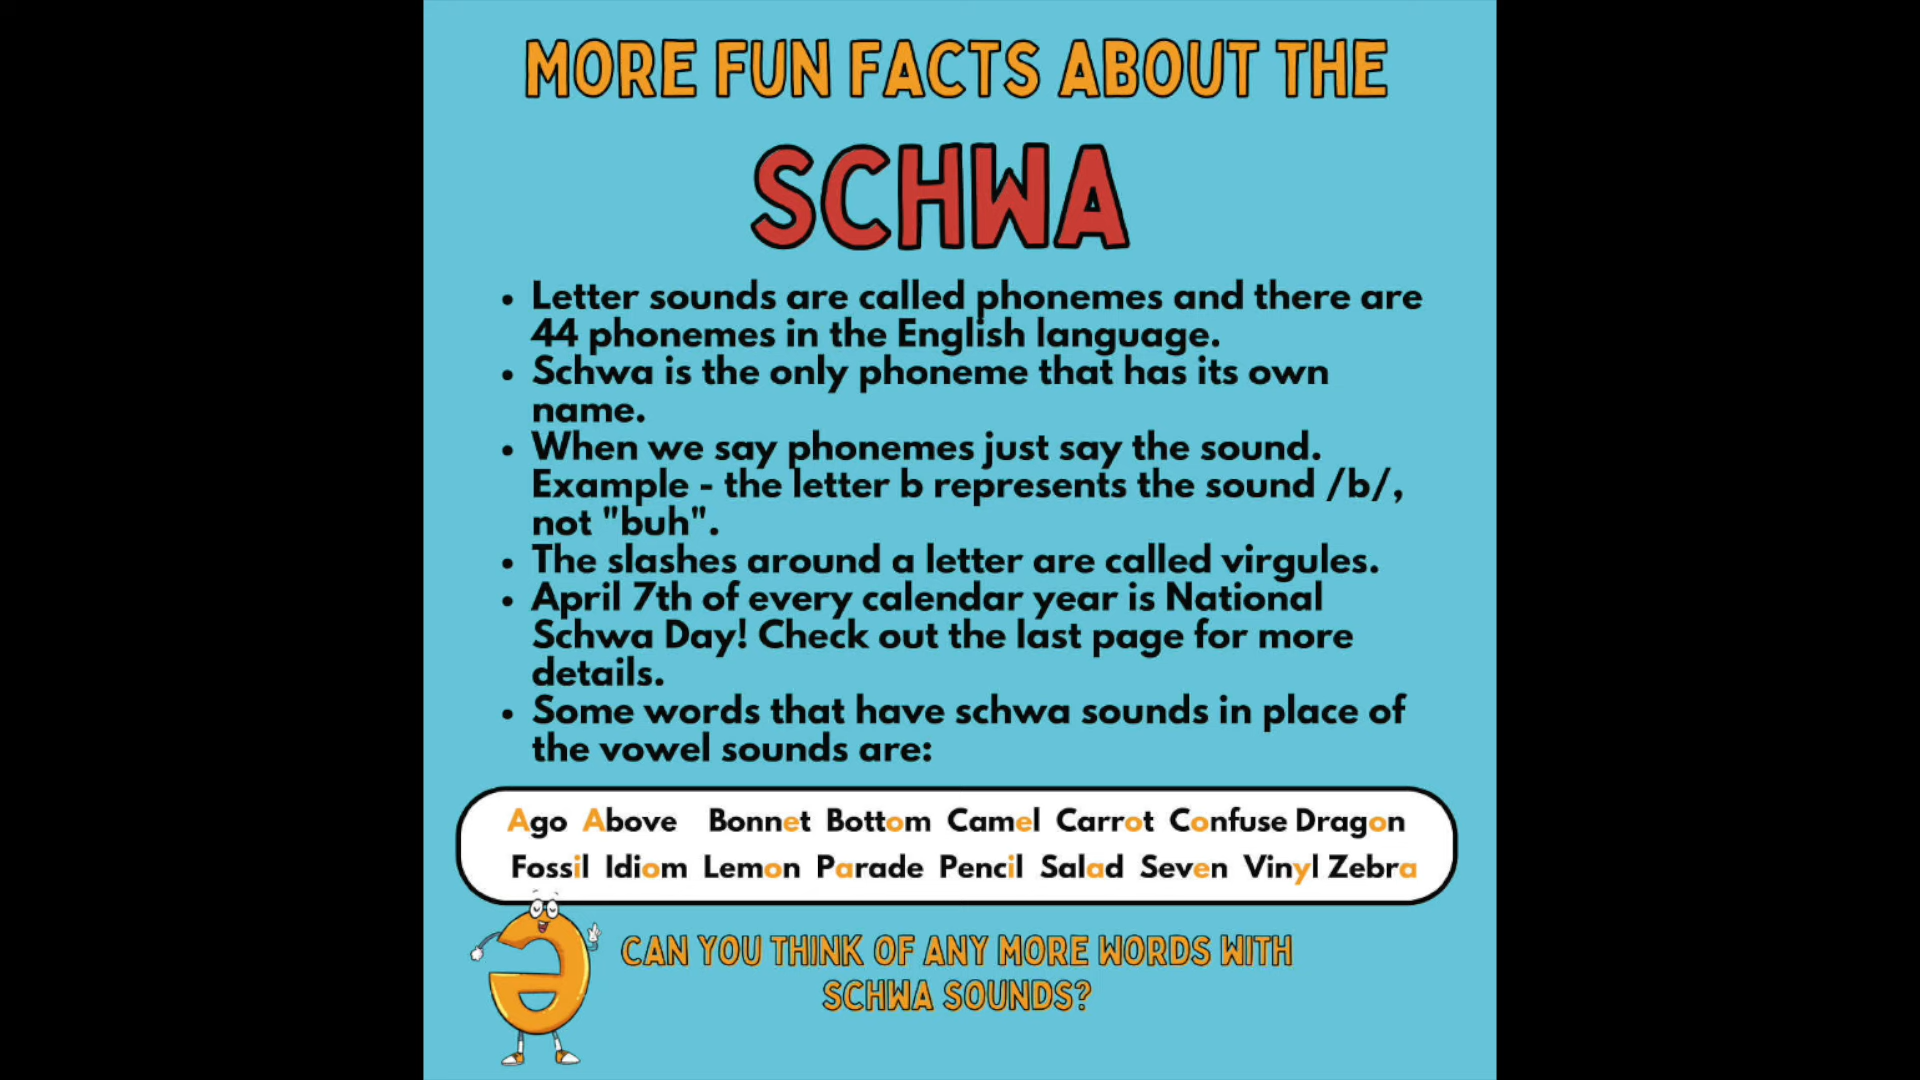 MORE FUN FACTS ABOUT THE
SCHWA
• Letter sounds are called phonemes and there are
44 phonemes in the English language.
• Schwa is the only phoneme that has its own
name.
• When we say phonemes just say the sound.
Example - the letter b represents the sound /b/,
not "buh".
• The slashes around a letter are called virgules.
• April 7th of every calendar year is National
Schwa Day! Check out the last page for more
details.
• Some words that have schwa sounds in place of
the vowel sounds are:
Ago Above Bonnet Bottom Camel Carrot Confuse Dragon
Fossil Idiom Lemon Parade Pencil Salad Seven Vinyl Zebra
CAN YOU THINK OF ANY MORE WORDS WITH
SCHWA SOUNDS?